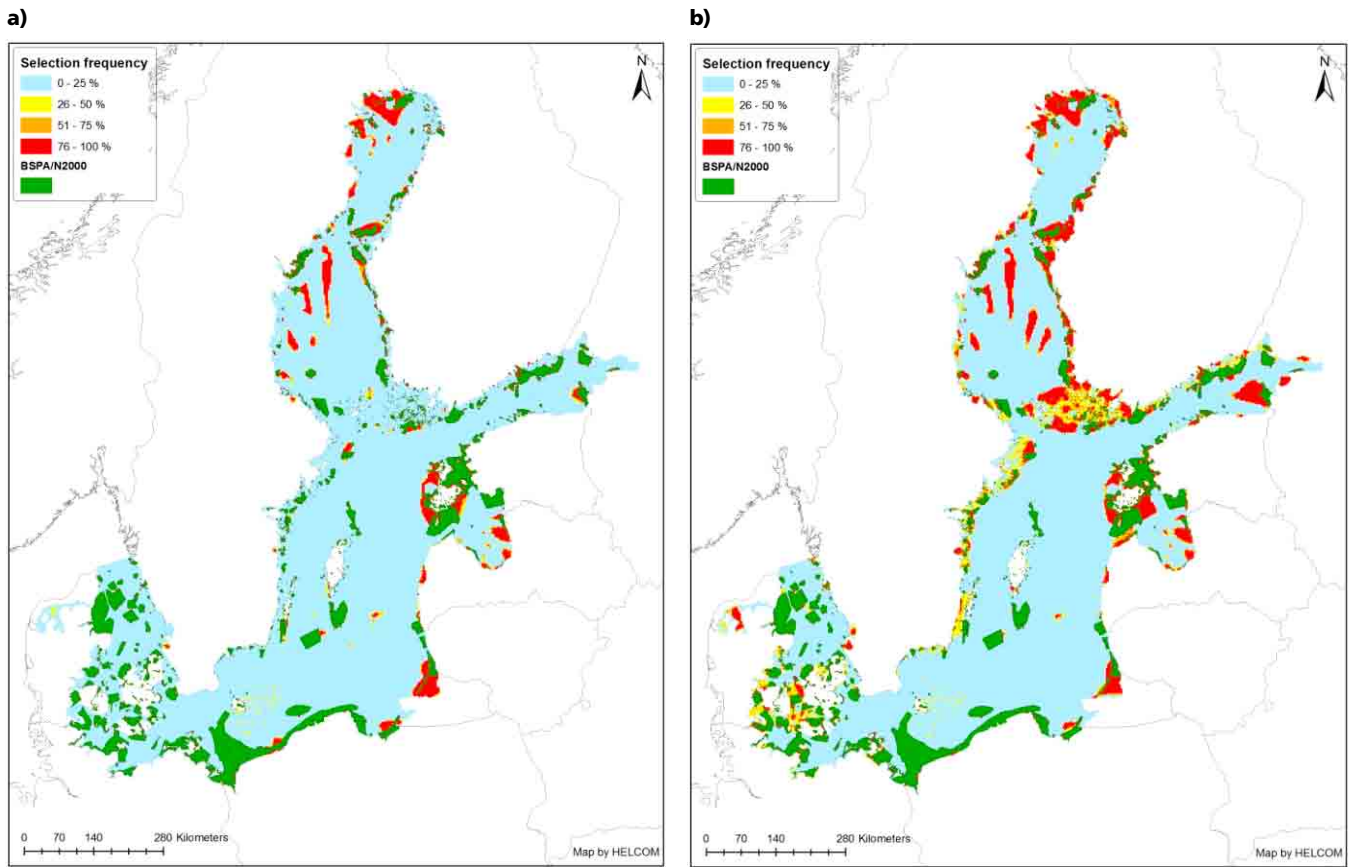 a)
Selection frequency
0 - 25 %
26 - 50 %
51 - 75 %
76 - 100 %
BSPA/N2000
N
0 70 140 280 Kilometers
Map by HELCOM
b)
Selection frequency
0 - 25 %
26 - 50 %
51 - 75 %
76 - 100 %
BSPA/N2000
N
0 70 140 280 Kilometers
Map by HELCOM